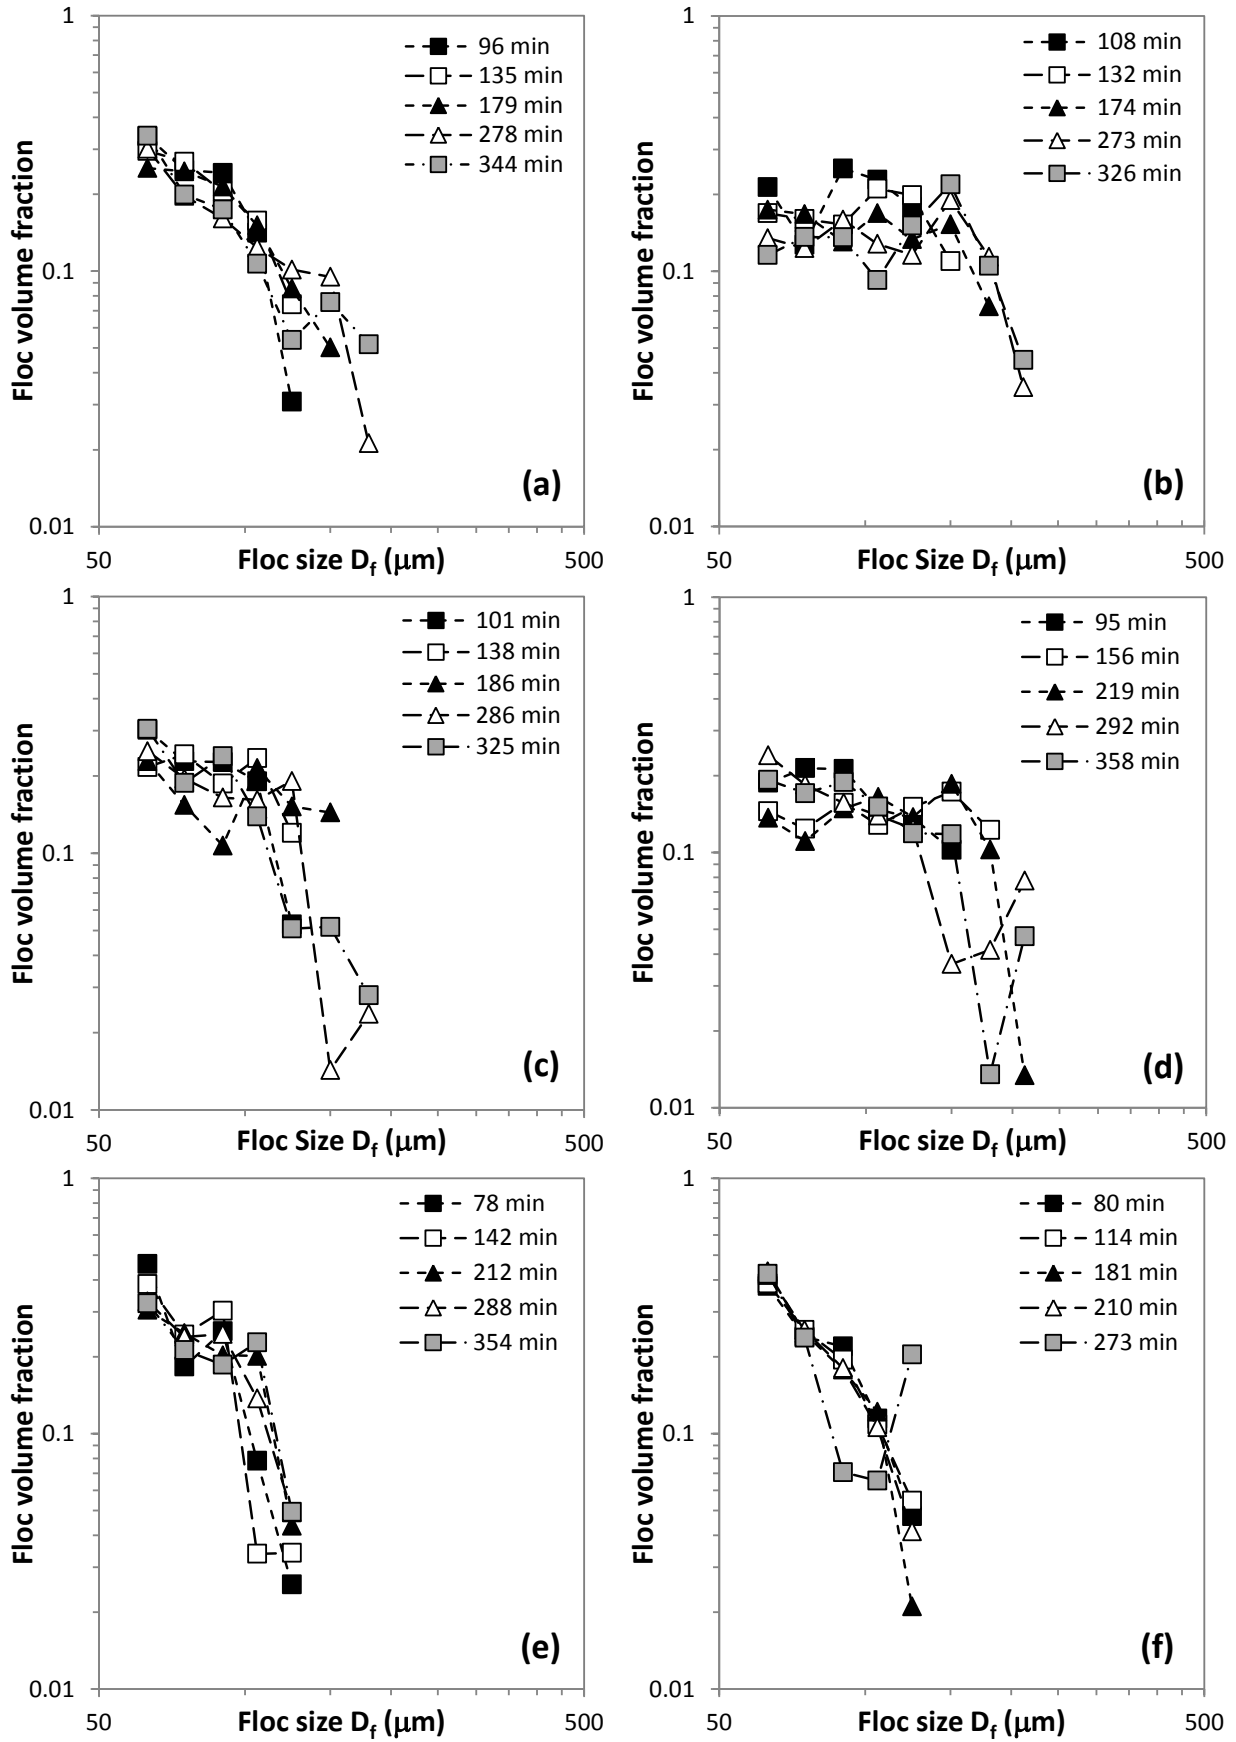 1
0.1
0.01
Floc volume fraction
96 min
135 min
179 min
278 min
344 min
(a)
50
Floc size Df (μm)
500
1
0.1
0.01
Floc volume fraction
108 min
132 min
174 min
273 min
326 min
(b)
50
Floc Size Df (μm)
500
1
0.1
0.01
Floc volume fraction
101 min
138 min
186 min
286 min
325 min
(c)
50
Floc Size Df (μm)
500
1
0.1
0.01
Floc volume fraction
95 min
156 min
219 min
292 min
358 min
(d)
50
Floc size Df (μm)
500
1
0.1
0.01
Floc volume fraction
78 min
142 min
212 min
288 min
354 min
(e)
50
Floc size Df (μm)
500
1
0.1
0.01
Floc volume fraction
80 min
114 min
181 min
210 min
273 min
(f)
50
Floc size Df (μm)
500